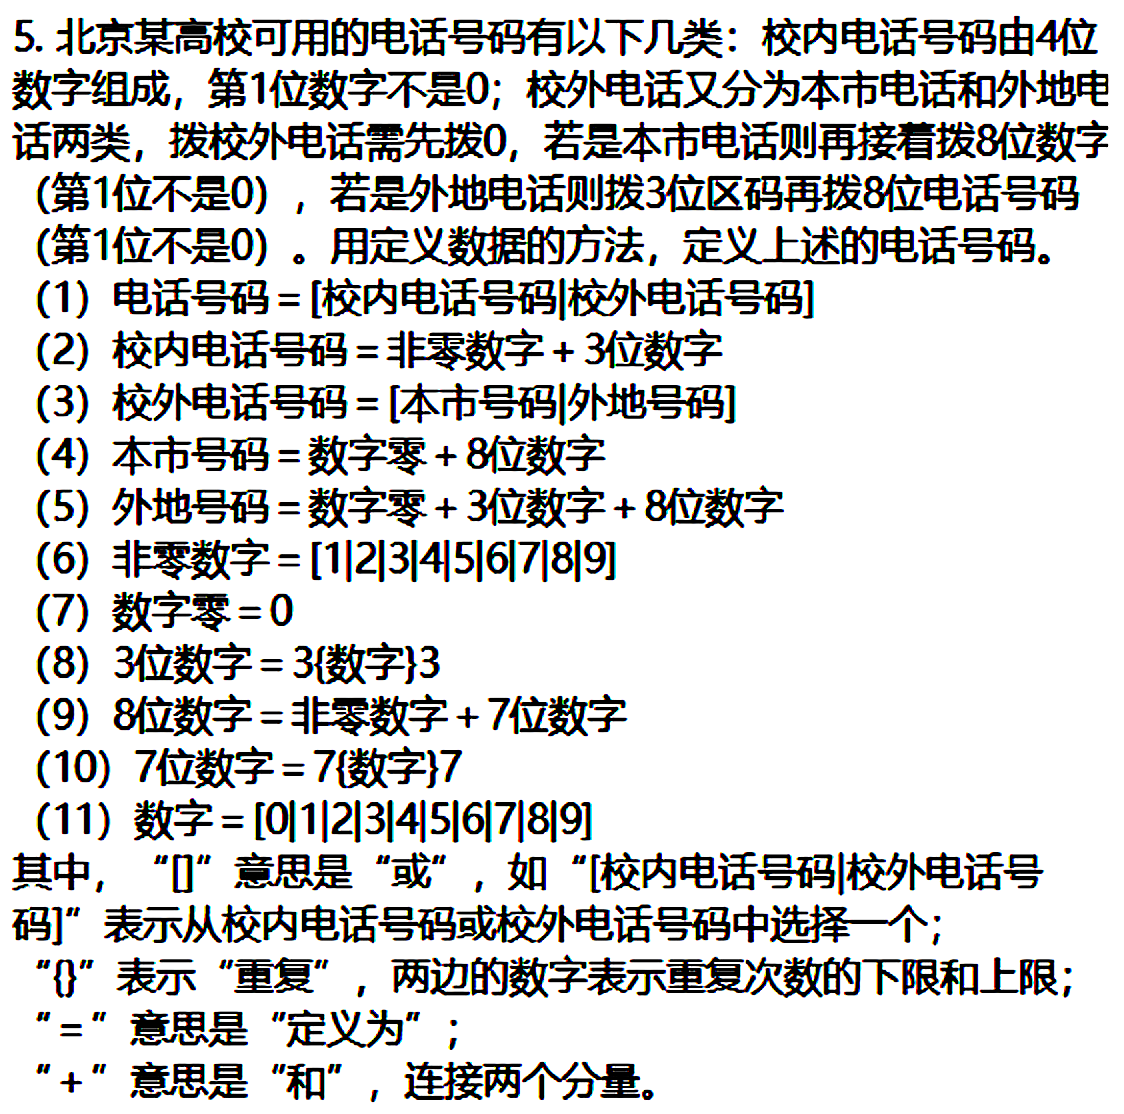 5. 北京某高校可用的电话号码有以下几类：校内电话号码由4位
数字组成，第1位数字不是0；校外电话又分为本市电话和外地电
话两类，拨校外电话需先拨0，若是本市电话则再接着拨8位数字
（第1位不是0），若是外地电话则拨3位区码再拨8位电话号码
（第1位不是0）。用定义数据的方法，定义上述的电话号码。
（1）电话号码＝[校内电话号码|校外电话号码]
（2）校内电话号码＝非零数字＋3位数字
（3）校外电话号码＝[本市号码|外地号码]
（4）本市号码＝数字零＋8位数字
（5）外地号码＝数字零＋3位数字＋8位数字
（6）非零数字＝[1|2|3|4|5|6|7|8|9]
（7）数字零＝0
（8）3位数字＝3{数字}3
（9）8位数字＝非零数字＋7位数字
（10）7位数字＝7{数字}7
（11）数字＝[0|1|2|3|4|5|6|7|8|9]
其中，“[]”意思是“或”，如“[校内电话号码|校外电话号
码]”表示从校内电话号码或校外电话号码中选择一个；
“{}”表示“重复”，两边的数字表示重复次数的下限和上限；
“＝”意思是“定义为”；
“＋”意思是“和”，连接两个分量。